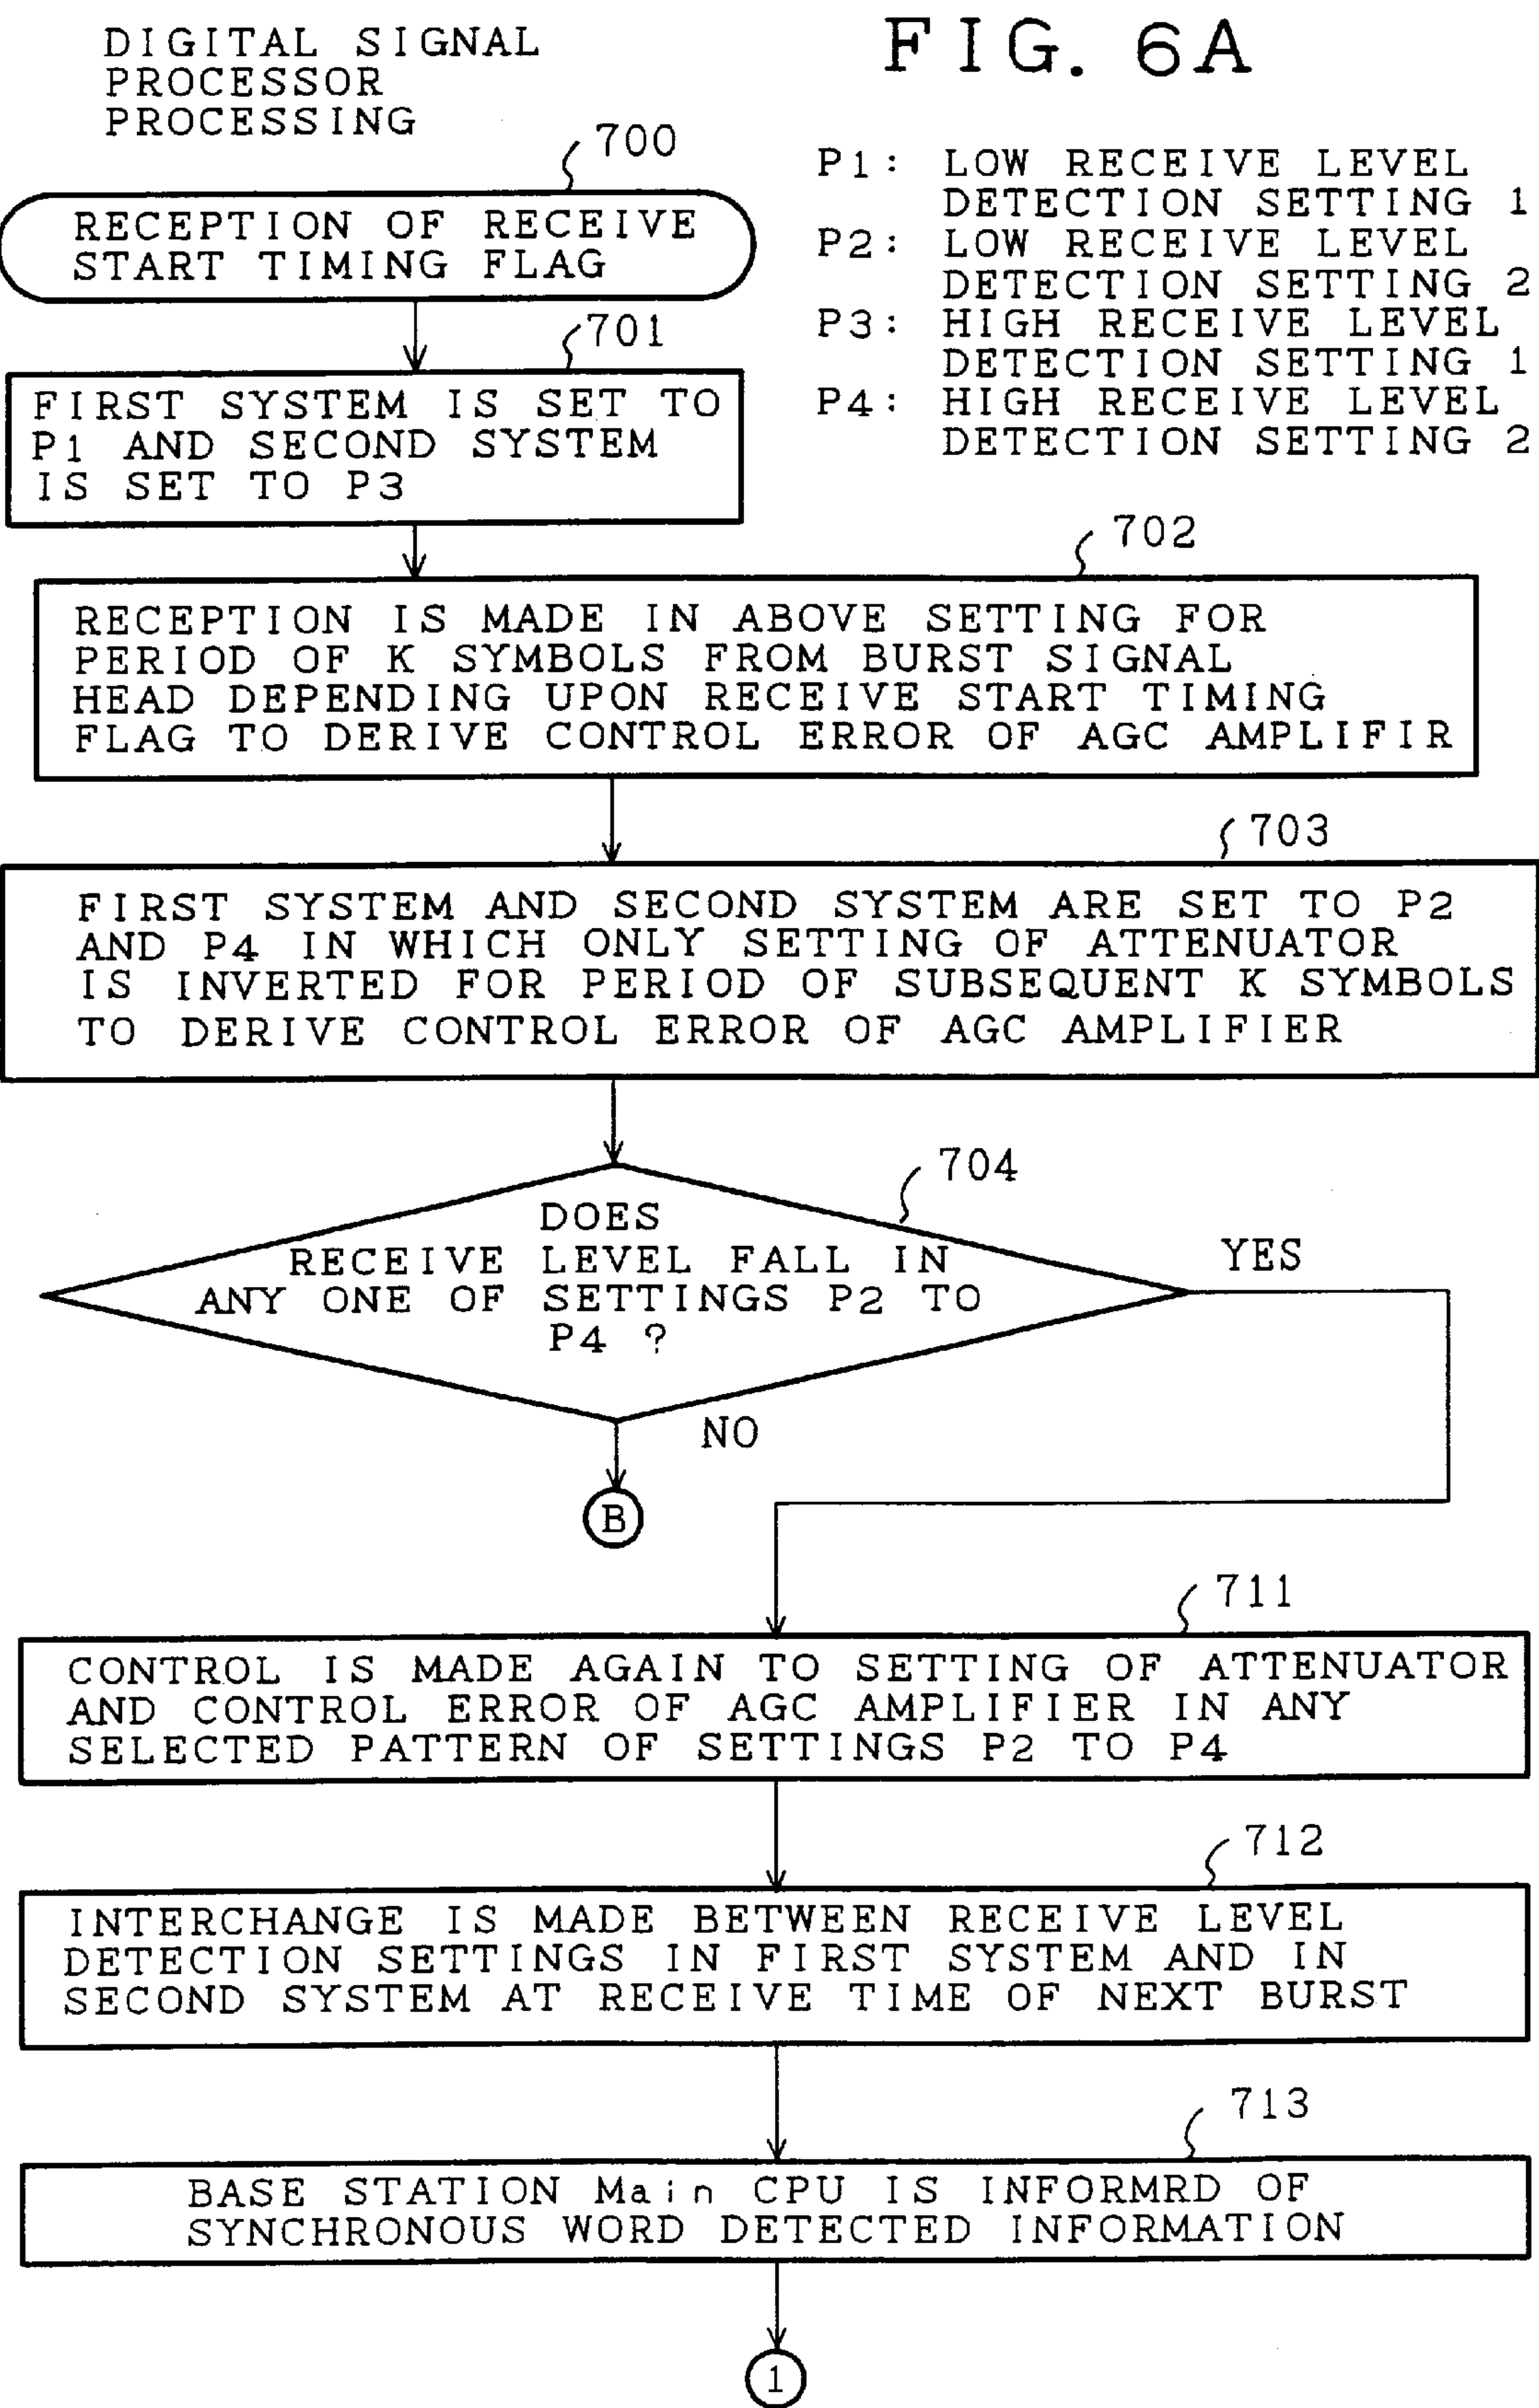 DIGITAL SIGNAL
PROCESSOR
PROCESSING
FIG. 6A
P1: LOW RECEIVE LEVEL
DETECTION SETTING 1
P2: LOW RECEIVE LEVEL
DETECTION SETTING 2
P3: HIGH RECEIVE LEVEL
DETECTION SETTING 1
P4: HIGH RECEIVE LEVEL
DETECTION SETTING 2
700
RECEPTION OF RECEIVE
START TIMING FLAG
701
FIRST SYSTEM IS SET TO
P1 AND SECOND SYSTEM
IS SET TO P3
702
RECEPTION IS MADE IN ABOVE SETTING FOR
PERIOD OF K SYMBOLS FROM BURST SIGNAL
HEAD DEPENDING UPON RECEIVE START TIMING
FLAG TO DERIVE CONTROL ERROR OF AGC AMPLIFIR
703
FIRST SYSTEM AND SECOND SYSTEM ARE SET TO P2
AND P4 IN WHICH ONLY SETTING OF ATTENUATOR
IS INVERTED FOR PERIOD OF SUBSEQUENT K SYMBOLS
TO DERIVE CONTROL ERROR OF AGC AMPLIFIER
704
DOES
RECEIVE LEVEL FALL IN
ANY ONE OF SETTINGS P2 TO
P4 ?
YES
NO
B
711
CONTROL IS MADE AGAIN TO SETTING OF ATTENUATOR
AND CONTROL ERROR OF AGC AMPLIFIER IN ANY
SELECTED PATTERN OF SETTINGS P2 TO P4
712
INTERCHANGE IS MADE BETWEEN RECEIVE LEVEL
DETECTION SETTINGS IN FIRST SYSTEM AND IN
SECOND SYSTEM AT RECEIVE TIME OF NEXT BURST
713
BASE STATION Main CPU IS INFORMRD OF
SYNCHRONOUS WORD DETECTED INFORMATION
1